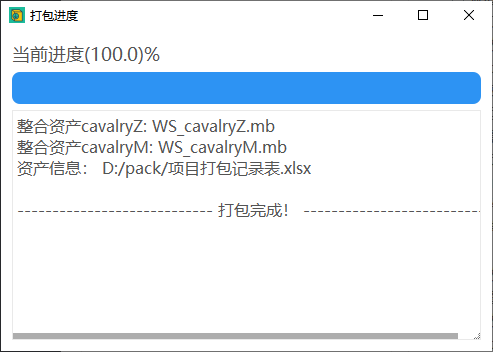 打包进度
当前进度(100.0)%
整合资产cavalryZ: WS_cavalryZ.mb
整合资产cavalryM: WS_cavalryM.mb
资产信息： D:/pack/项目打包记录表.xlsx
---------------------------- 打包完成！ -------------------------